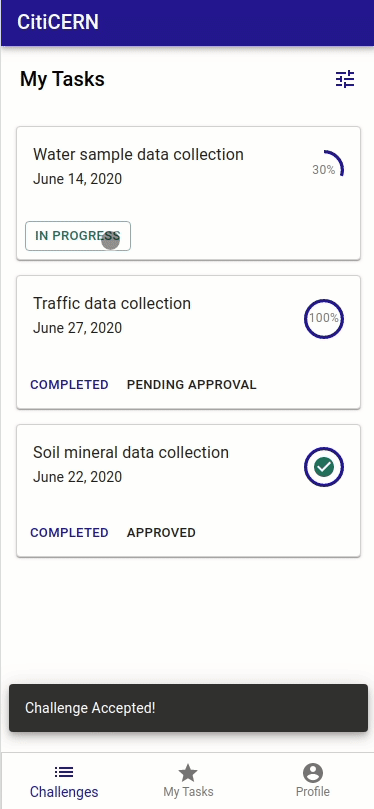 CitiCERN
My Tasks
Water sample data collection
30%
June 14, 2020
IN PROGRESS
Traffic data collection
100%
June 27, 2020
COMPLETED PENDING APPROVAL
Soil mineral data collection
June 22, 2020
COMPLETED APPROVED
Challenge Accepted!
Challenges My Tasks Profile